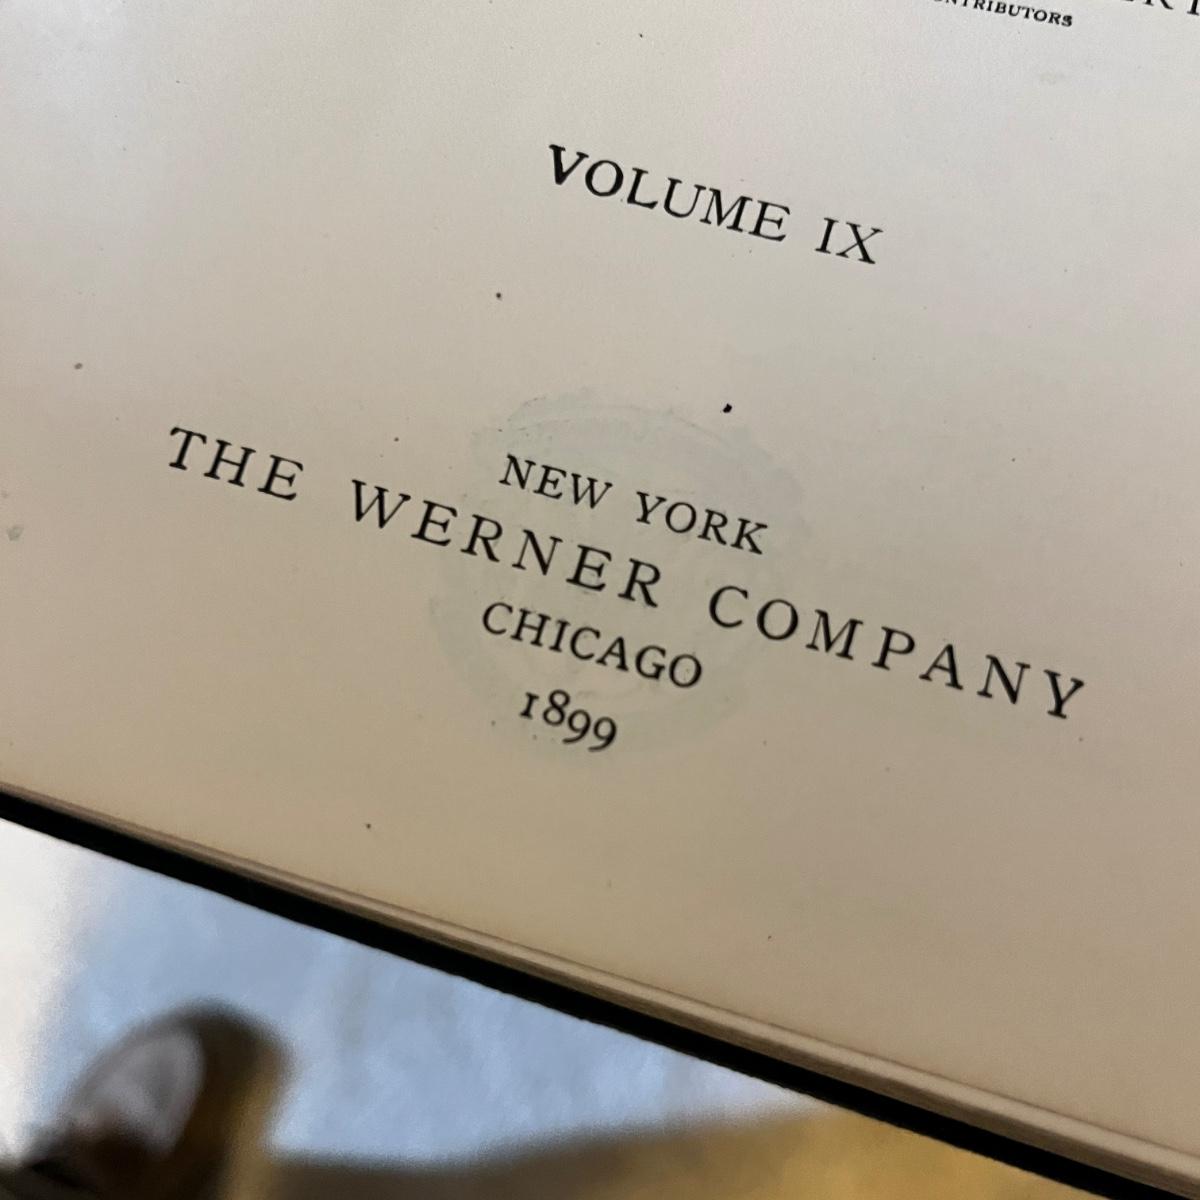 VOLUME IX
NEW YORK
THE WERNER COMPANY
CHICAGO
1899